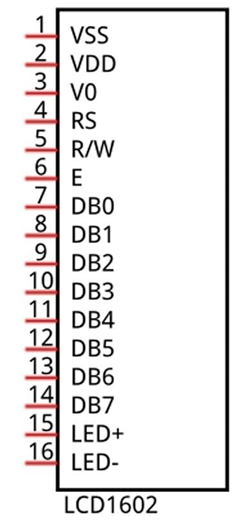 1 VSS
2 VDD
3 V0
4 RS
5 R/W
6 E
7 DB0
8 DB1
9 DB2
10 DB3
11 DB4
12 DB5
13 DB6
14 DB7
15 LED+
16 LED-
LCD1602